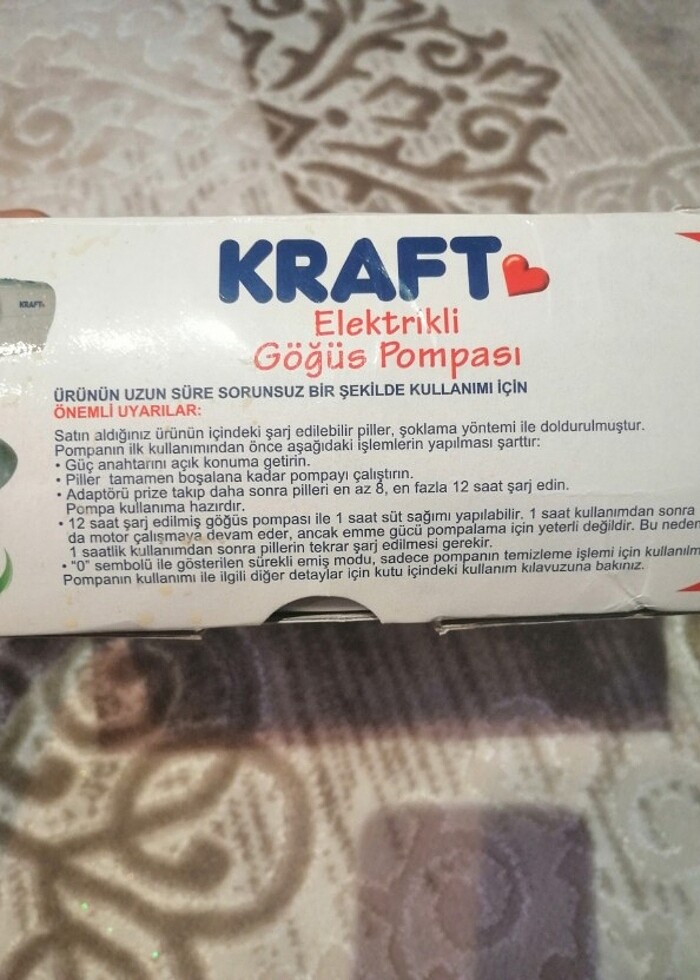 KRAFT
KRAFT
Elektrikli
Göğüs Pompası
ÜRÜNÜN UZUN SÜRE SORUNSUZ BİR ŞEKİLDE KULLANIMI İÇİN
ÖNEMLİ UYARILAR:
Satın aldığınız ürünün içindeki şarj edilebilir piller, şoklama yöntemi ile doldurulmuştur.
Pompanın ilk kullanımından önce aşağıdaki işlemlerin yapılması şarttır:
• Güç anahtarını açık konuma getirin.
• Piller tamamen boşalana kadar pompayı çalıştırın.
• Adaptörü prize takıp daha sonra pilleri en az 8, en fazla 12 saat şarj edin.
Pompa kullanıma hazırdır.
• 12 saat şarj edilmiş göğüs pompası ile 1 saat süt sağımı yapılabilir. 1 saat kullanımdan sonra
da motor çalışmaya devam eder, ancak emme gücü pompalama için yeterli değildir. Bu neden
1 saatlik kullanımdan sonra pillerin tekrar şarj edilmesi gerekir.
• "0" sembolü ile gösterilen sürekli emiş modu, sadece pompanın temizleme işlemi için kullanılm
Pompanın kullanımı ile ilgili diğer detaylar için kutu içindeki kullanım kılavuzuna bakınız.